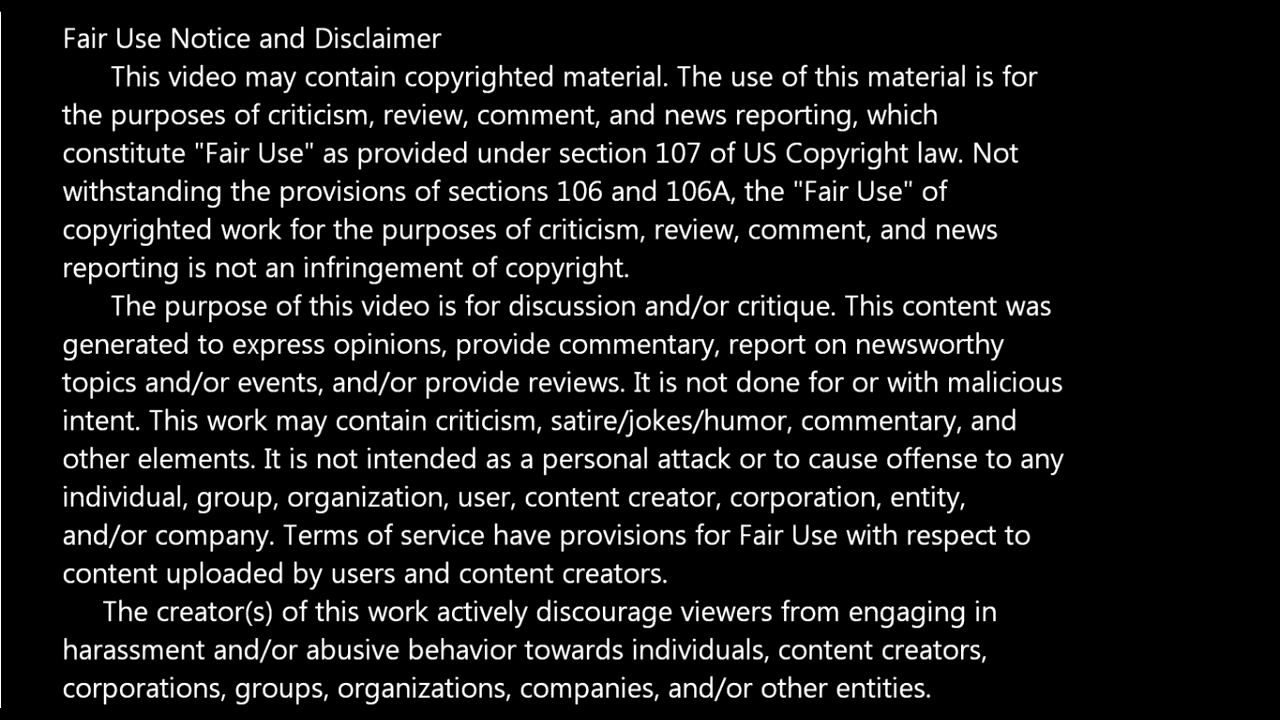 Fair Use Notice and Disclaimer
This video may contain copyrighted material. The use of this material is for
the purposes of criticism, review, comment, and news reporting, which
constitute "Fair Use" as provided under section 107 of US Copyright law. Not
withstanding the provisions of sections 106 and 106A, the "Fair Use" of
copyrighted work for the purposes of criticism, review, comment, and news
reporting is not an infringement of copyright.
The purpose of this video is for discussion and/or critique. This content was
generated to express opinions, provide commentary, report on newsworthy
topics and/or events, and/or provide reviews. It is not done for or with malicious
intent. This work may contain criticism, satire/jokes/humor, commentary, and
other elements. It is not intended as a personal attack or to cause offense to any
individual, group, organization, user, content creator, corporation, entity,
and/or company. Terms of service have provisions for Fair Use with respect to
content uploaded by users and content creators.
The creator(s) of this work actively discourage viewers from engaging in
harassment and/or abusive behavior towards individuals, content creators,
corporations, groups, organizations, companies, and/or other entities.